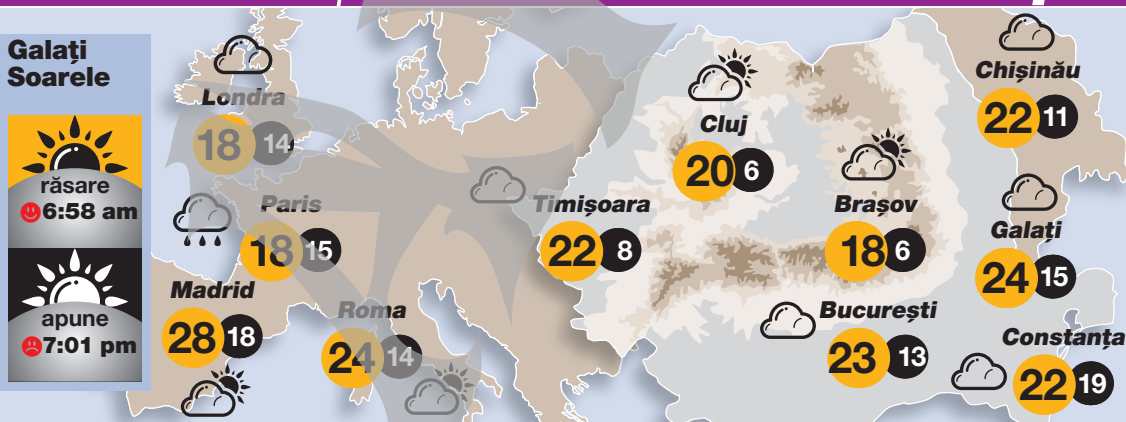 Galați
Soarele
răsare
6:58 am
apune
7:01 pm
Londra
18 14
Paris
18 15
Madrid
28 18
Roma
24 14
Timișoara
22 8
Cluj
20 6
Brașov
18 6
București
23 13
Chișinău
22 11
Galați
24 15
Constanța
22 19